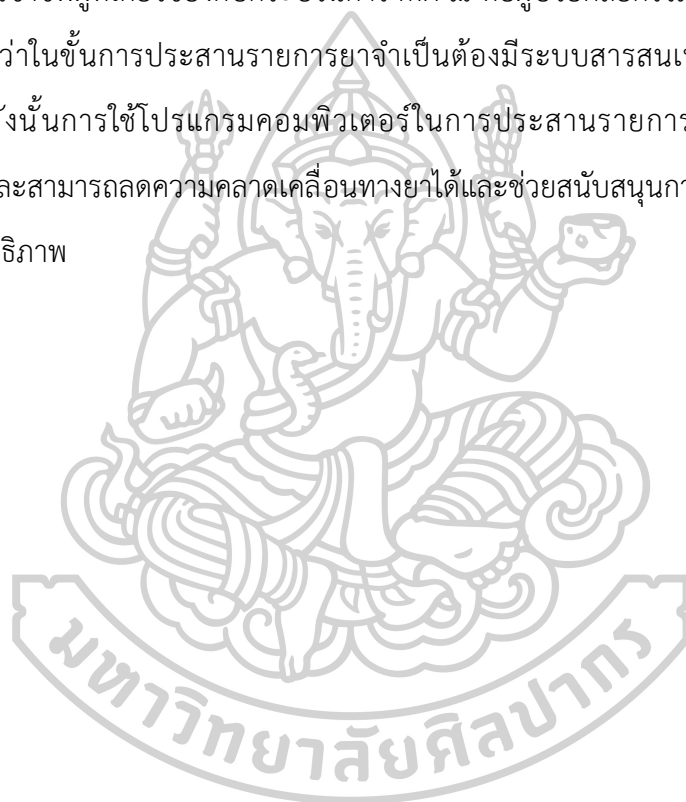 ว่าในขั้นการประสานรายการยาจำเป็นต้องมีระบบสารสนเท
ังนั้นการใช้โปรแกรมคอมพิวเตอร์ในการประสานรายการ
ละสามารถลดความคลาดเคลื่อนทางยาได้และช่วยสนับสนุนกา
ธิภาพ
มหาวิทยาลัยศิลปากร